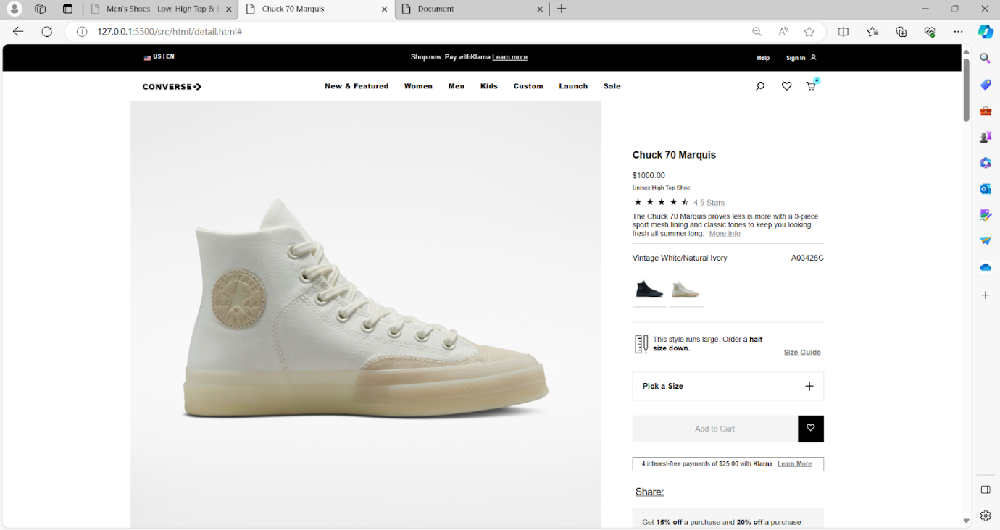 Men's Shoes - Low, High Top & 
Chuck 70 Marquis
Document
127.0.0.1:5500/src/html/detail.html#
US | EN
Shop now. Pay withKlarna.Learn more
Help
Sign In
CONVERSE
New & Featured
Women
Men
Kids
Custom
Launch
Sale
4
Chuck 70 Marquis
$1000.00
Unisex High Top Shoe
4.5 Stars
The Chuck 70 Marquis proves less is more with a 3-piece
sport mesh lining and classic tones to keep you looking
fresh all summer long. More Info
Vintage White/Natural Ivory
A03426C
CONVERSE
ALL STAR
This style runs large. Order a half
size down.
Size Guide
Pick a Size
Add to Cart
4 interest-free payments of $25.00 with Klarna Learn More
Share:
Get 15% off a purchase and 20% off a purchase